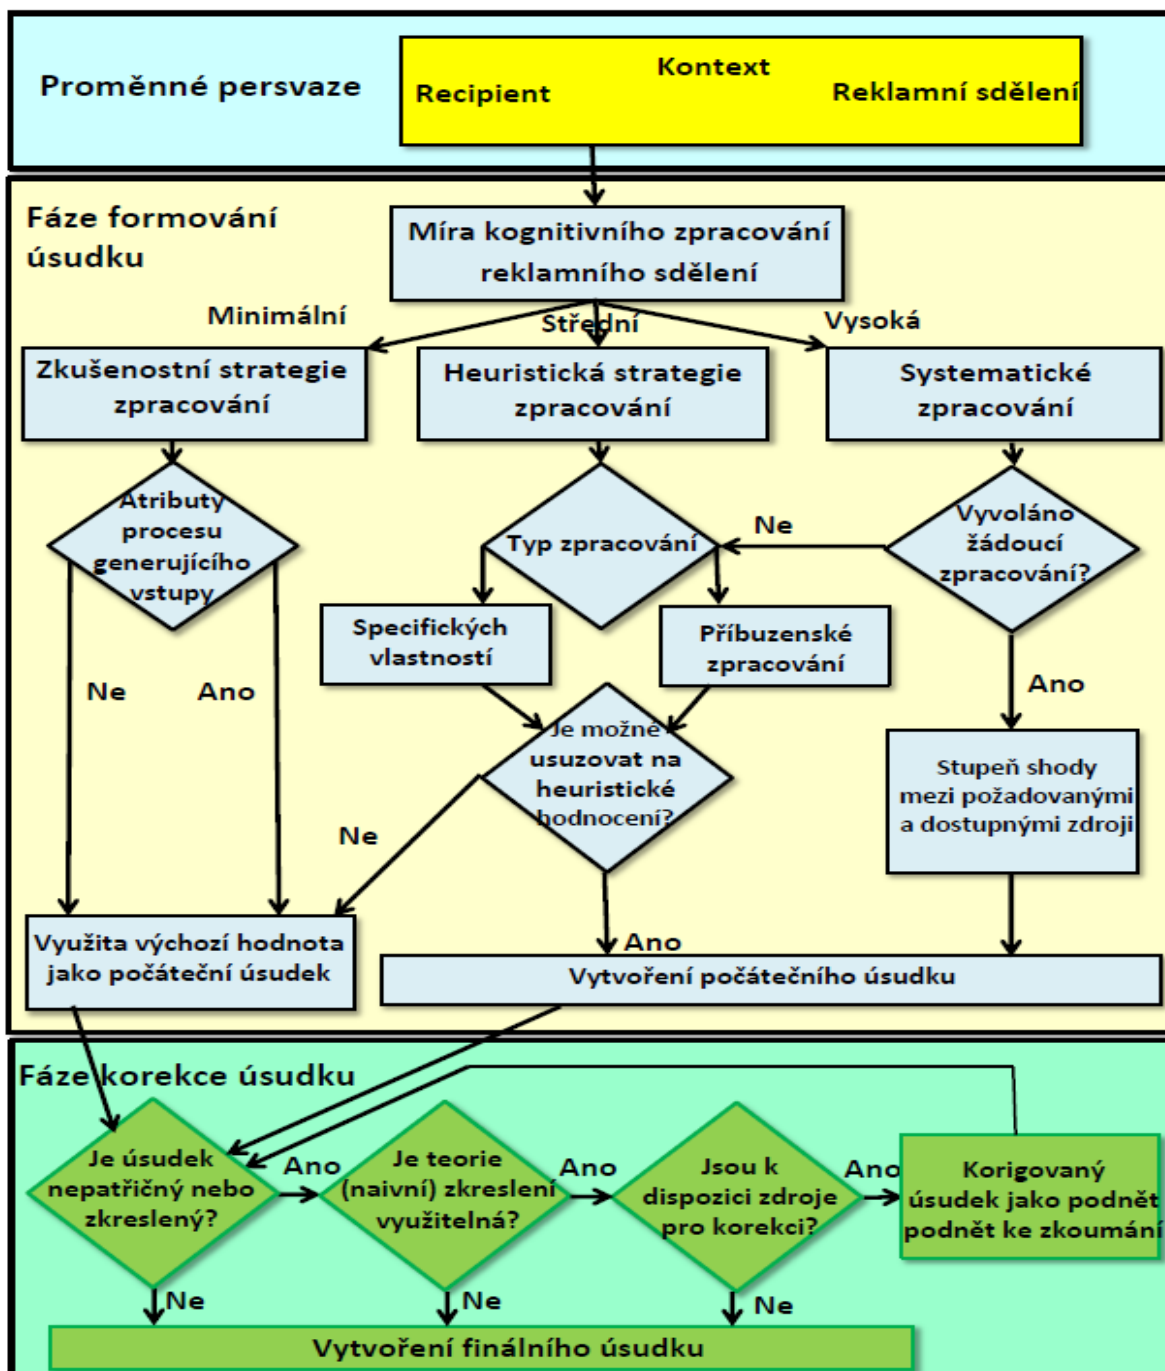 Proměnné persvaze
Kontext
Recipient
Reklamní sdělení
Fáze formování
úsudku
Míra kognitivního zpracování
reklamního sdělení
Minimální
Střední
Vysoká
Zkušenostní strategie
zpracování
Heuristická strategie
zpracování
Systematické
zpracování
Atributy
procesu
generujícího
vstupy
Typ zpracování
Ne
Vyvoláno
žádoucí
zpracování?
Specifických
vlastností
Příbuzenské
zpracování
Ne
Ano
Ano
Je možné
usuzovat na
heuristické
hodnocení?
Stupeň shody
mezi požadovanými
a dostupnými zdroji
Ne
Využita výchozí hodnota
jako počáteční úsudek
Ano
Vytvoření počátečního úsudku
Fáze korekce úsudku
Je úsudek
nepatřičný nebo
zkreslený?
Ano
Je teorie
(naivní) zkreslení
využitelná?
Ano
Jsou k
dispozici zdroje
pro korekci?
Ano
Korigovaný
úsudek jako podnět
podnět ke zkoumání
Ne
Ne
Ne
Vytvoření finálního úsudku